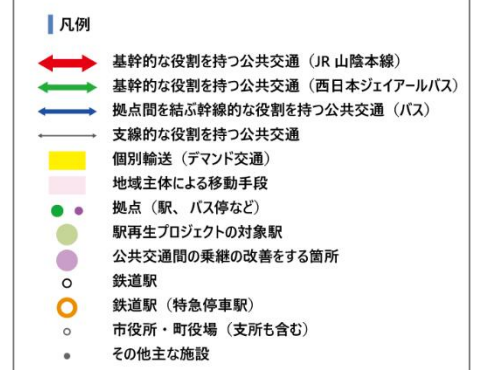 凡例
基幹的な役割を持つ公共交通（JR 山陰本線）
基幹的な役割を持つ公共交通（西日本ジェイアールバス）
拠点間を結ぶ幹線的な役割を持つ公共交通（バス）
支線的な役割を持つ公共交通
個別輸送（デマンド交通）
地域主体による移動手段
拠点（駅、バス停など）
駅再生プロジェクトの対象駅
公共交通間の乗継の改善をする箇所
鉄道駅
鉄道駅（特急停車駅）
市役所・町役場（支所も含む）
その他主な施設